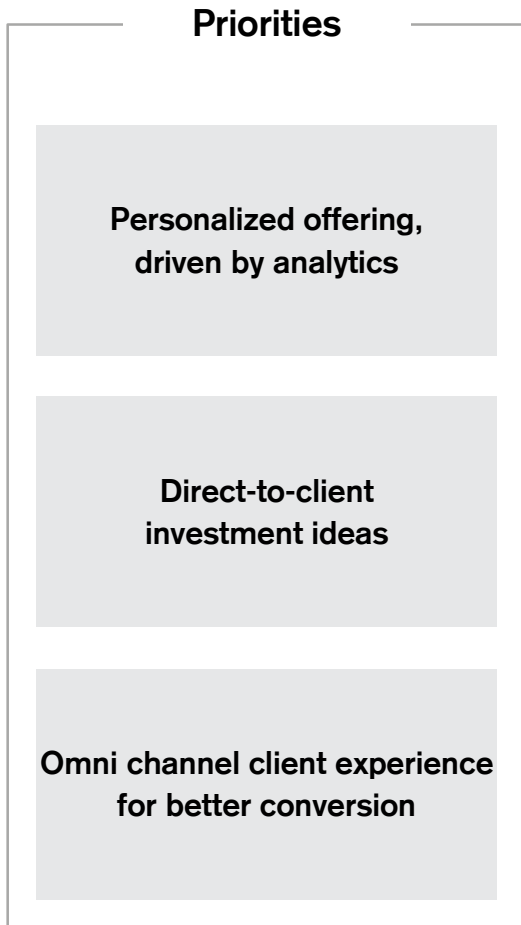 Priorities
Personalized offering,
driven by analytics
Direct-to-client
investment ideas
Omni channel client experience
for better conversion